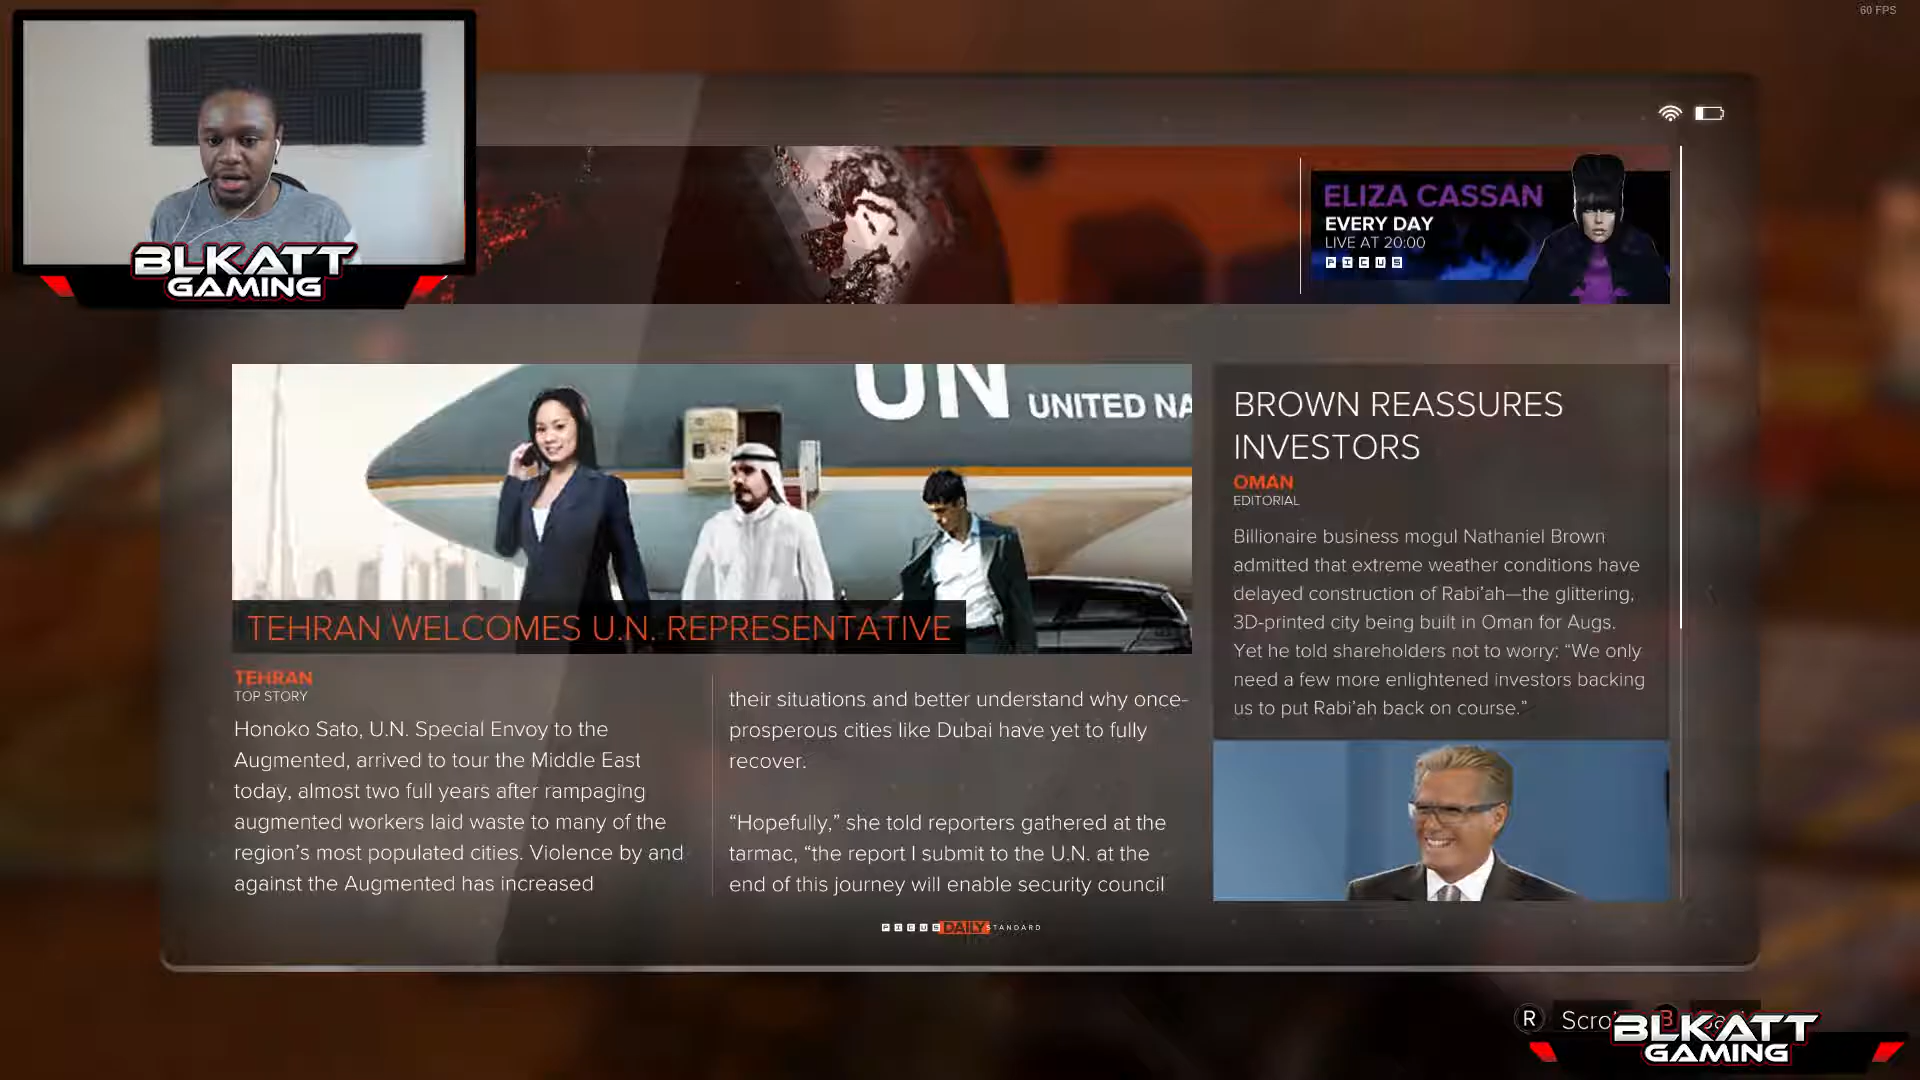 60 FPS
BLKATT
GAMING
ELIZA CASSAN
EVERY DAY
LIVE AT 20:00
PICUS
UN UNITED NA
TEHRAN WELCOMES U.N. REPRESENTATIVE
TEHRAN
TOP STORY
Honoko Sato, U.N. Special Envoy to the
Augmented, arrived to tour the Middle East
today, almost two full years after rampaging
augmented workers laid waste to many of the
region’s most populated cities. Violence by and
against the Augmented has increased
their situations and better understand why once-
prosperous cities like Dubai have yet to fully
recover.
“Hopefully,” she told reporters gathered at the
tarmac, “the report I submit to the U.N. at the
end of this journey will enable security council
BROWN REASSURES
INVESTORS
OMAN
EDITORIAL
Billionaire business mogul Nathaniel Brown
admitted that extreme weather conditions have
delayed construction of Rabi’ah—the glittering,
3D-printed city being built in Oman for Augs.
Yet he told shareholders not to worry: “We only
need a few more enlightened investors backing
us to put Rabi’ah back on course.”
PICUS DAILY STANDARD
R Scro B
BLKATT
GAMING